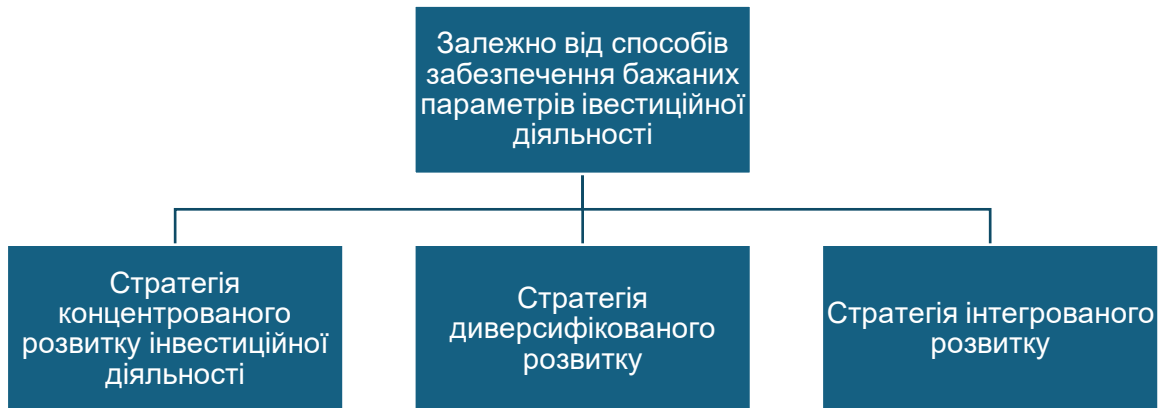 Залежно від способів
забезпечення бажаних
параметрів івестиційної
діяльності
Стратегія
концентрованого
розвитку інвестиційної
діяльності
Стратегія
диверсифікованого
розвитку
Стратегія інтегрованого
розвитку